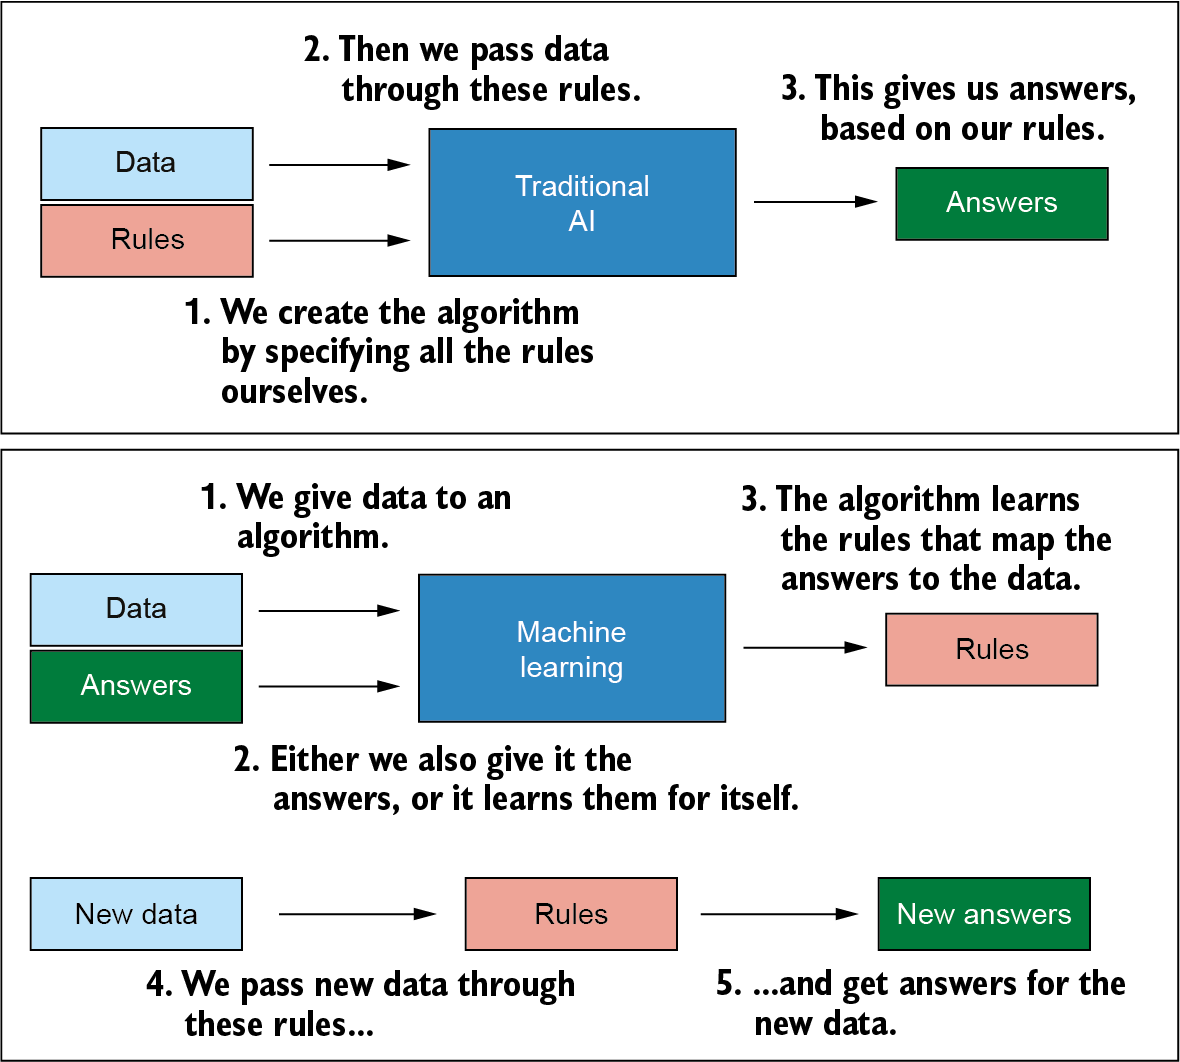 2. Then we pass data
through these rules.
3. This gives us answers,
based on our rules.
Data
Rules
Traditional
AI
Answers
1. We create the algorithm
by specifying all the rules
ourselves.
1. We give data to an
algorithm.
3. The algorithm learns
the rules that map the
answers to the data.
Data
Answers
Machine
learning
Rules
2. Either we also give it the
answers, or it learns them for itself.
New data
Rules
New answers
4. We pass new data through
these rules...
5. ...and get answers for the
new data.